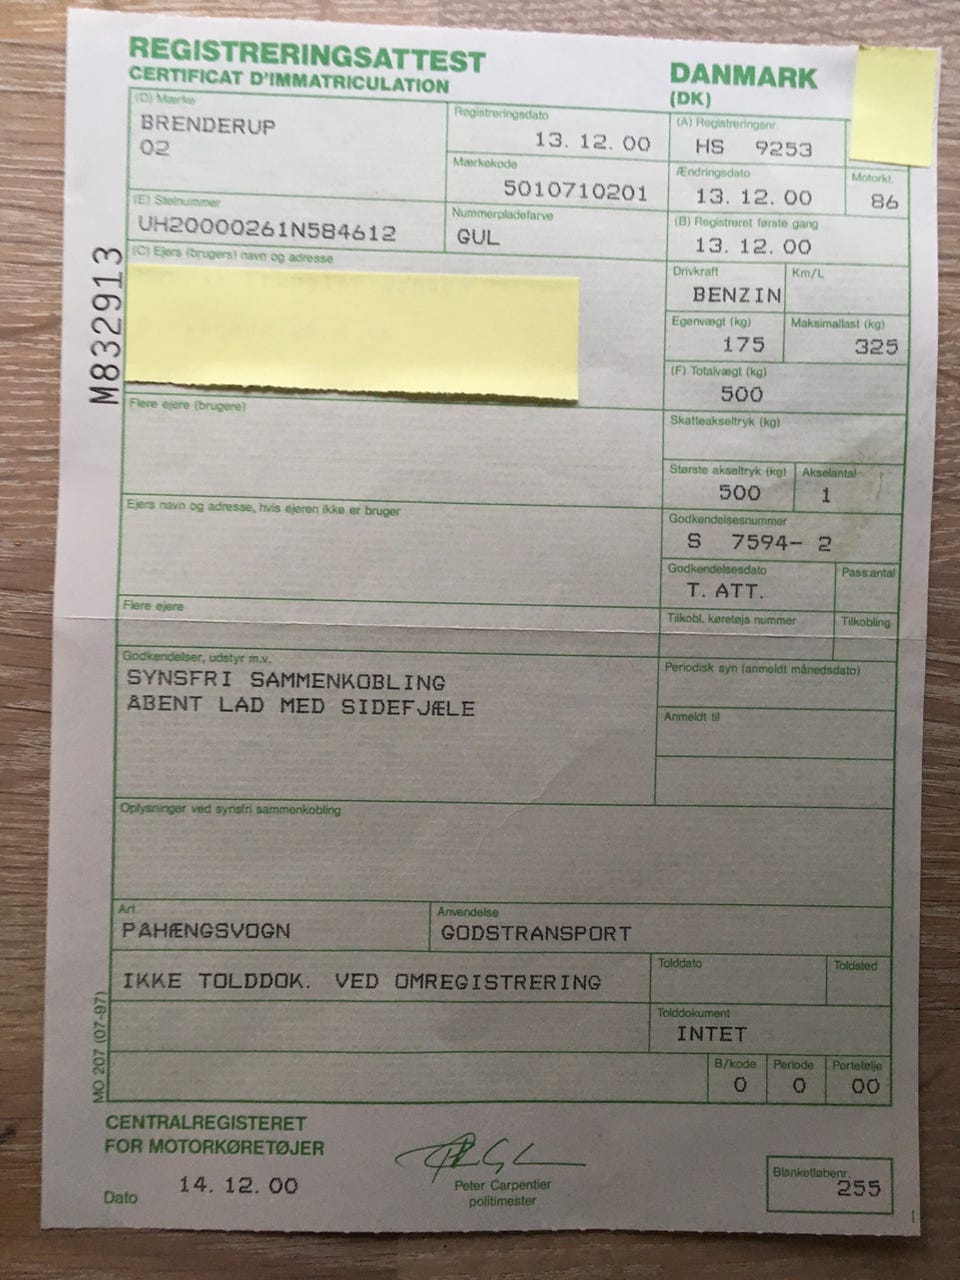 REGISTRERINGSATTEST
CERTIFICAT D'IMMATRICULATION
DANMARK
(DK)
(D) Mærke
BRENDERUP
02
Registreringsdato
13. 12. 00
(A) Registreringsnr.
HS 9253
Mærkekode
5010710201
Ændringsdato
13. 12. 00
Motorkt.
86
(E) Stelnummer
UH20000261N584612
Nummerpladefarve
GUL
(B) Registreret første gang
13. 12. 00
(C) Ejers (brugers) navn og adresse
Drivkraft
BENZIN
Km/L
Egenvægt (kg)
175
Maksimallast (kg)
325
(F) Totalvægt (kg)
500
M832913
Flere ejere (brugere)
Skatteakseltryk (kg)
Største akseltryk (kg)
500
Akselantal
1
Ejers navn og adresse, hvis ejeren ikke er bruger
Godkendelsesnummer
S 7594- 2
Godkendelsesdato
T. ATT.
Pass.antal
Flere ejere
Tilkobl. køretøjs nummer
Tilkobling
Godkendelser, udstyr m.v.
SYNSFRI SAMMENKOBLING
ABENT LAD MED SIDEFJÆLE
Periodisk syn (anmeldt månedsdato)
Anmeldt til
Oplysninger ved synsfri sammenkobling
Art
PAHÆNGSVOGN
Anvendelse
GODSTRANSPORT
IKKE TOLDDOK. VED OMREGISTRERING
Tolddato
Toldsted
Tolddokument
INTET
B/kode
0
Periode
0
Portefølje
00
MO 207 (07-97)
CENTRALREGISTERET
FOR MOTORKØRETØJER
Dato 14. 12. 00
Peter Carpentier
politimester
Blanketløbenr.
255